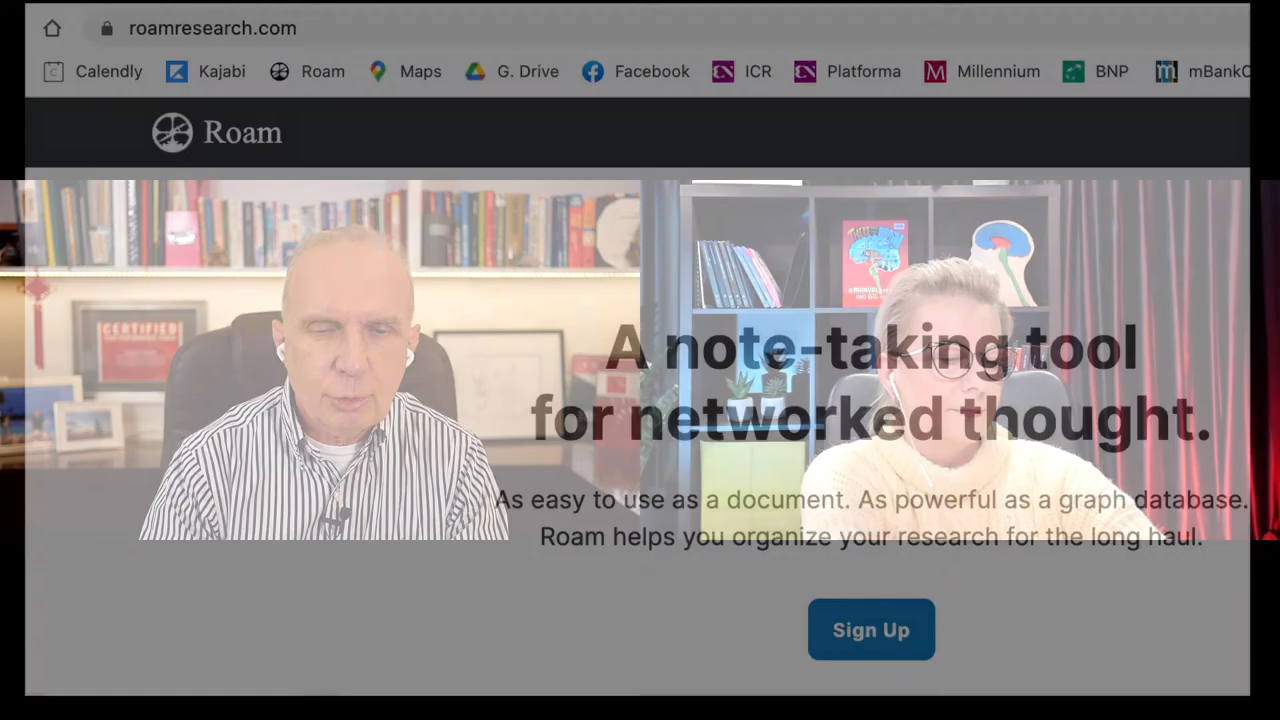 roamresearch.com
Calendly Kajabi Roam Maps G. Drive Facebook ICR Platforma Millennium BNP mBankC
Roam
CERTIFIED
A MANUAL
A note-taking tool
for networked thought.
As easy to use as a document. As powerful as a graph database.
Roam helps you organize your research for the long haul.
Sign Up